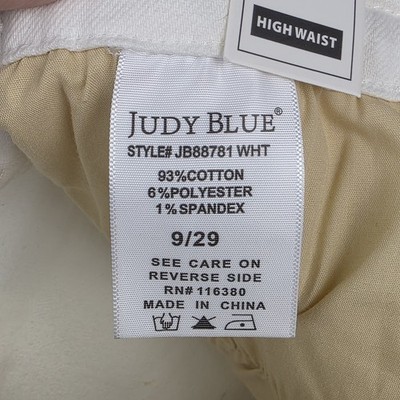 HIGH WAIST
JUDY BLUE®
STYLE# JB88781 WHT
93%COTTON
6%POLYESTER
1%SPANDEX
9/29
SEE CARE ON
REVERSE SIDE
RN# 116380
MADE IN CHINA